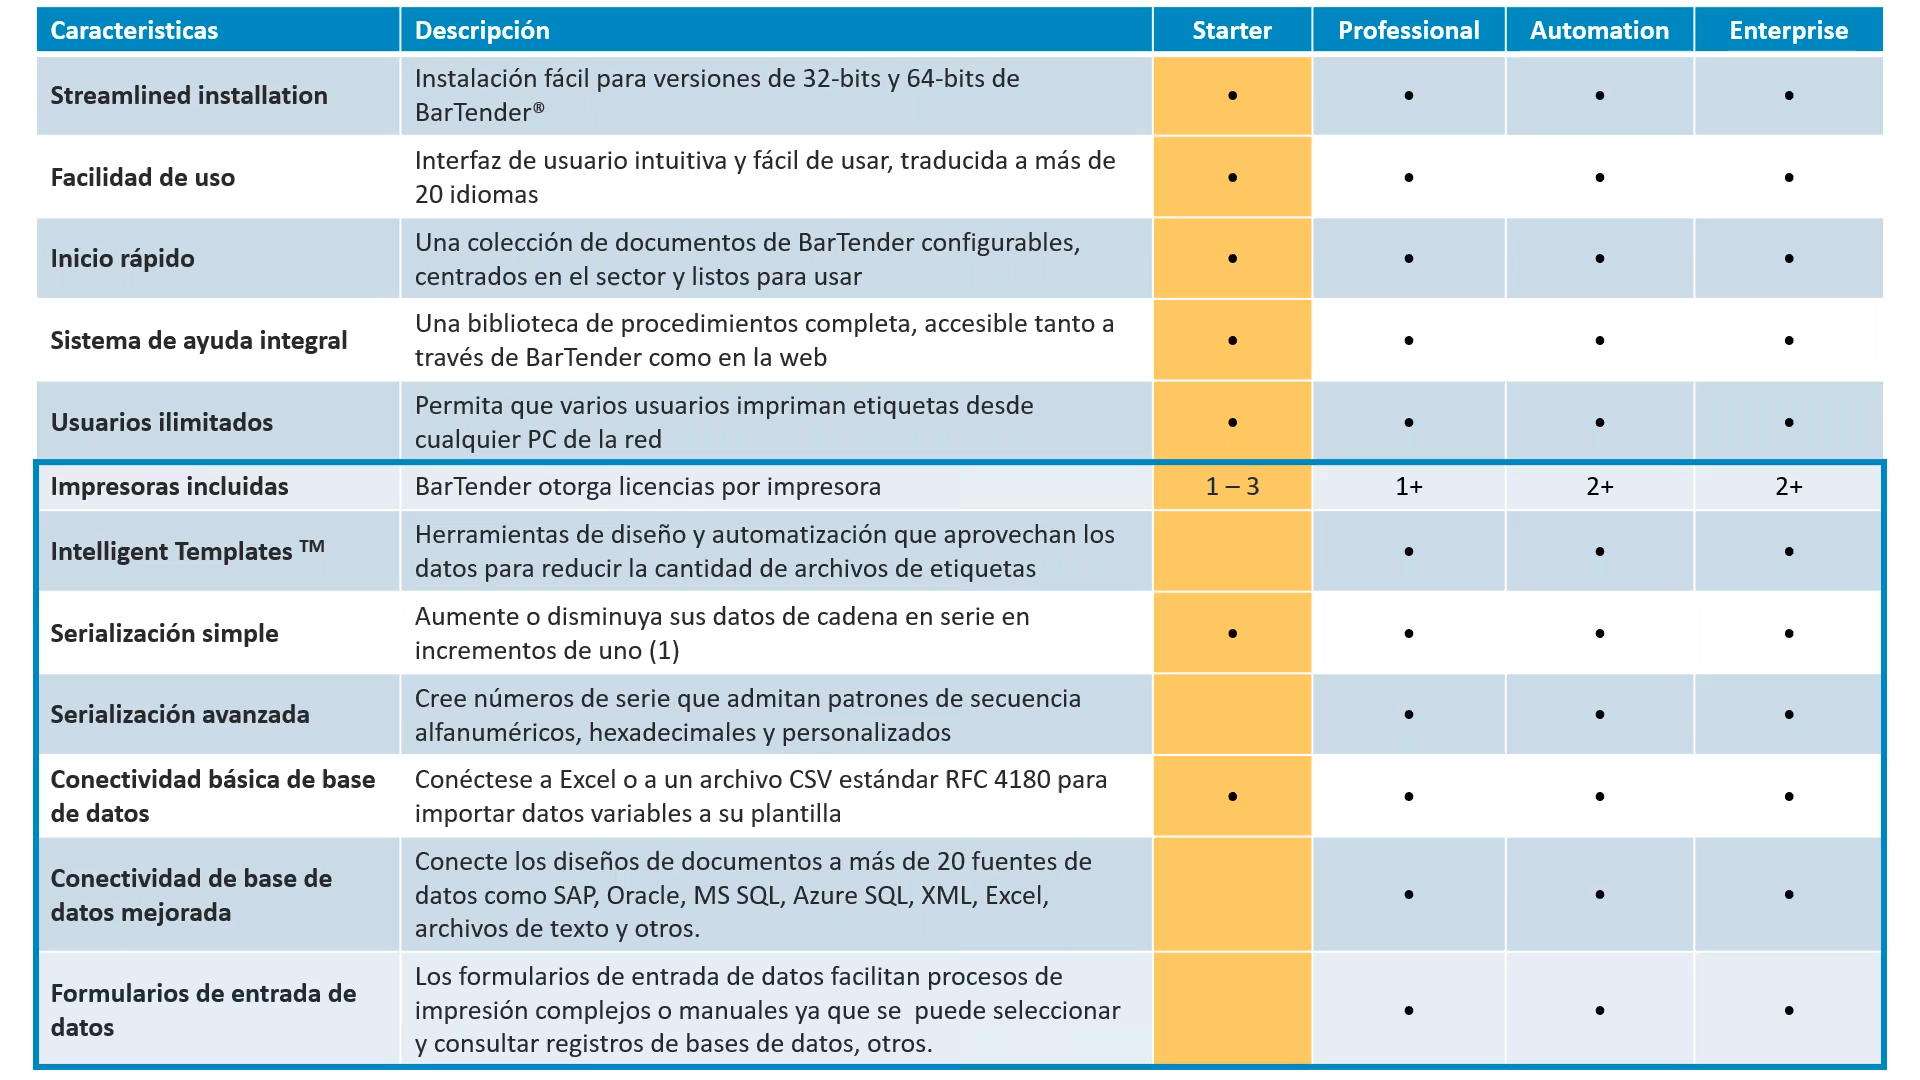 Caracteristicas Descripción Starter Professional Automation Enterprise
Streamlined installation
Instalación fácil para versiones de 32-bits y 64-bits de
BarTender®
• • • •
Facilidad de uso
Interfaz de usuario intuitiva y fácil de usar, traducida a más de
20 idiomas
• • • •
Inicio rápido
Una colección de documentos de BarTender configurables,
centrados en el sector y listos para usar
• • • •
Sistema de ayuda integral
Una biblioteca de procedimientos completa, accesible tanto a
través de BarTender como en la web
• • • •
Usuarios ilimitados
Permita que varios usuarios impriman etiquetas desde
cualquier PC de la red
• • • •
Impresoras incluidas BarTender otorga licencias por impresora 1 – 3 1+ 2+ 2+
Intelligent Templates TM
Herramientas de diseño y automatización que aprovechan los
datos para reducir la cantidad de archivos de etiquetas
• • •
Serialización simple
Aumente o disminuya sus datos de cadena en serie en
incrementos de uno (1)
• • • •
Serialización avanzada
Cree números de serie que admitan patrones de secuencia
alfanuméricos, hexadecimales y personalizados
• • •
Conectividad básica de base
de datos
Conéctese a Excel o a un archivo CSV estándar RFC 4180 para
importar datos variables a su plantilla
• • • •
Conectividad de base de
datos mejorada
Conecte los diseños de documentos a más de 20 fuentes de
datos como SAP, Oracle, MS SQL, Azure SQL, XML, Excel,
archivos de texto y otros.
• • •
Formularios de entrada de
datos
Los formularios de entrada de datos facilitan procesos de
impresión complejos o manuales ya que se puede seleccionar
y consultar registros de bases de datos, otros.
• • •